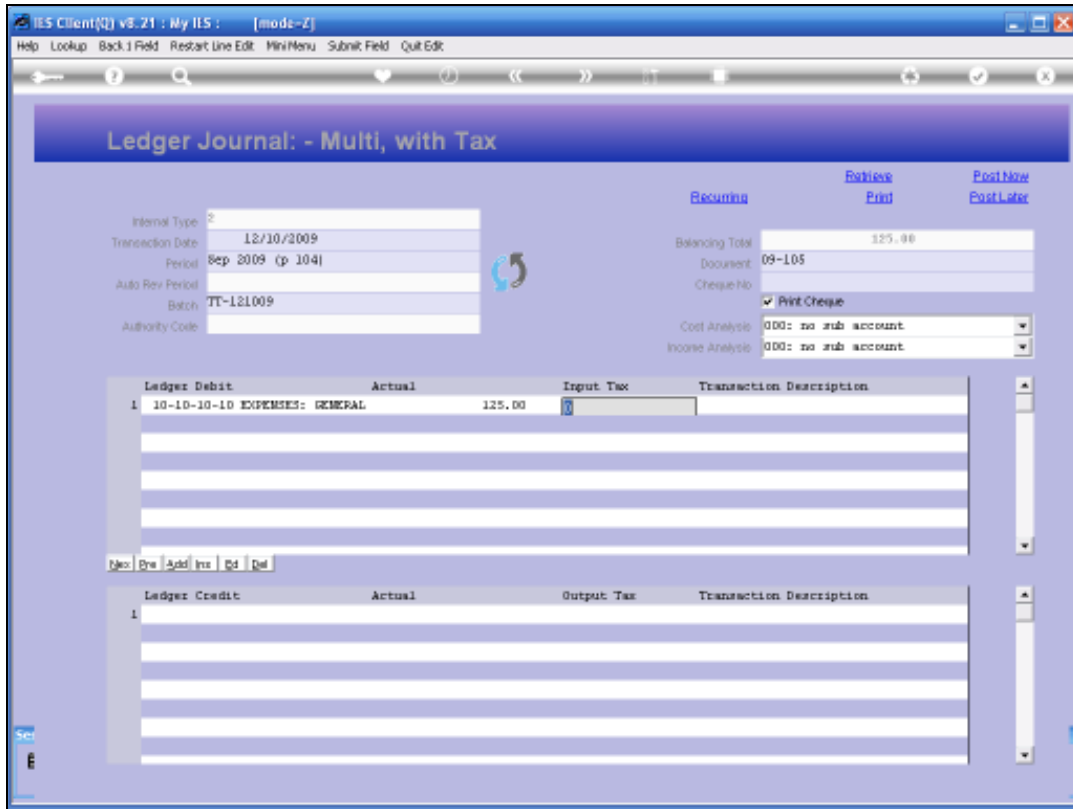 IES Client(Q) v8.21 : My IES : [mode-Z]
Help Lookup Back 1 Field Restart Line Edit Mini Menu Submit Field Quit Edit
Ledger Journal: - Multi, with Tax
Retrieve Post Now
Recurring Print Post Later
Internal Type 2
Transaction Date 12/10/2009 Balancing Total 125.00
Period Sep 2009 (p 104) Document 09-105
Auto Rev Period Cheque No
Batch TT-121009 Print Cheque
Authority Code Cost Analysis 000: no sub account
Income Analysis 000: no sub account
Ledger Debit Actual Input Tax Transaction Description
1 10-10-10-10 EXPENSES: GENERAL 125.00 0
Nex Pre Add Ins Ed Del
Ledger Credit Actual Output Tax Transaction Description
1